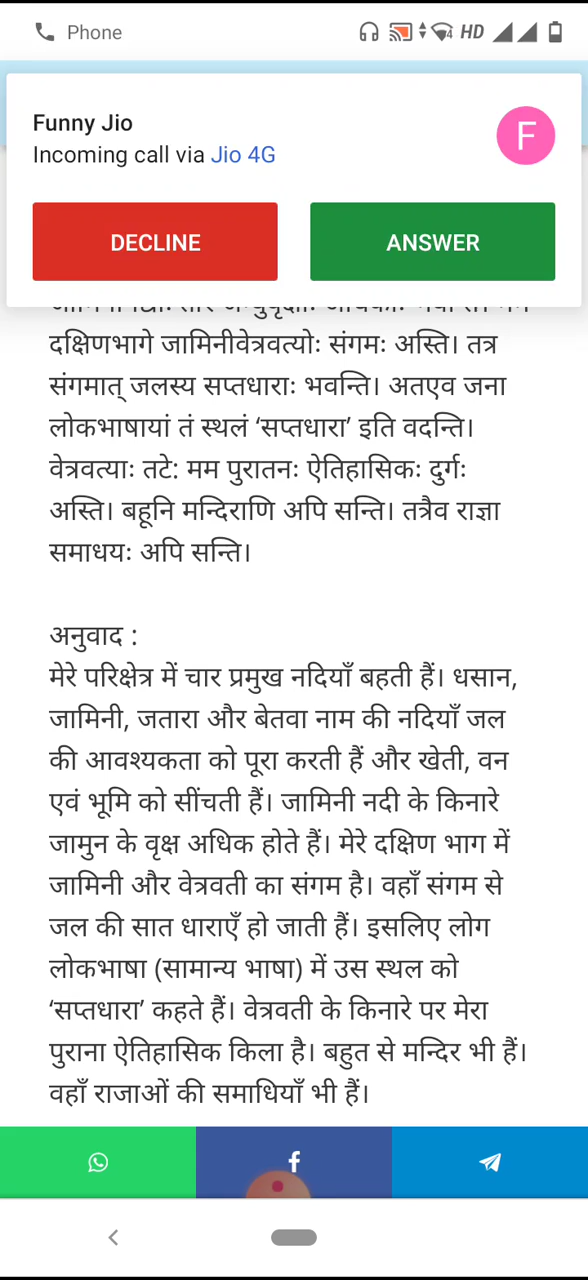 Phone
4 HD
Funny Jio
F
Incoming call via Jio 4G
DECLINE
ANSWER
दक्षिणभागे जामिनीवेत्रवत्योः संगमः अस्ति। तत्र
संगमात् जलस्य सप्तधाराः भवन्ति। अतएव जना
लोकभाषायां तं स्थलं ‘सप्तधारा’ इति वदन्ति।
वेत्रवत्याः तटे: मम पुरातनः ऐतिहासिकः दुर्गः
अस्ति। बहूनि मन्दिराणि अपि सन्ति। तत्रैव राज्ञा
समाधयः अपि सन्ति।
अनुवाद :
मेरे परिक्षेत्र में चार प्रमुख नदियाँ बहती हैं। धसान,
जामिनी, जतारा और बेतवा नाम की नदियाँ जल
की आवश्यकता को पूरा करती हैं और खेती, वन
एवं भूमि को सींचती हैं। जामिनी नदी के किनारे
जामुन के वृक्ष अधिक होते हैं। मेरे दक्षिण भाग में
जामिनी और वेत्रवती का संगम है। वहाँ संगम से
जल की सात धाराएँ हो जाती हैं। इसलिए लोग
लोकभाषा (सामान्य भाषा) में उस स्थल को
‘सप्तधारा’ कहते हैं। वेत्रवती के किनारे पर मेरा
पुराना ऐतिहासिक किला है। बहुत से मन्दिर भी हैं।
वहाँ राजाओं की समाधियाँ भी हैं।